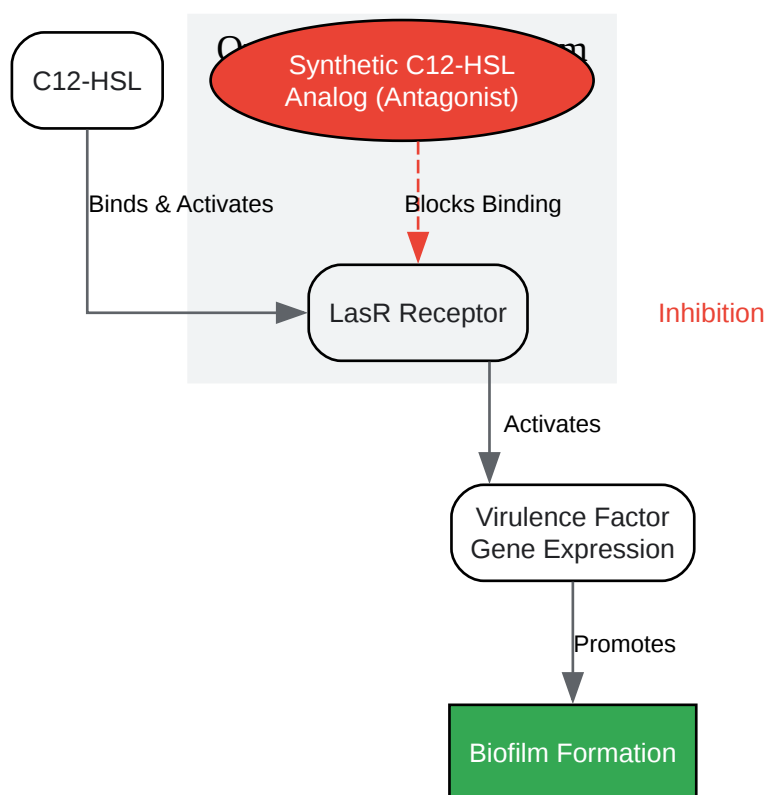 C12-HSL
Synthetic C12-HSL
Analog (Antagonist)
Binds & Activates
Blocks Binding
LasR Receptor
Inhibition
Activates
Virulence Factor
Gene Expression
Promotes
Biofilm Formation